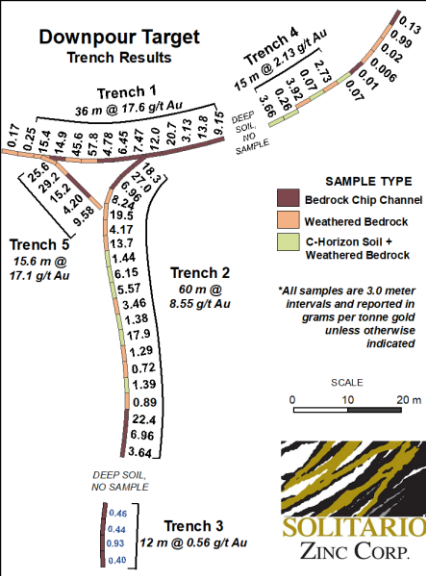 Downpour Target
Trench Results
Trench 1
36 m @ 17.6 g/t Au
0.17
0.25
15.4
14.9
45.6
57.8
4.78
6.45
7.47
12.0
20.7
3.13
13.8
9.15
Trench 4
15 m @ 2.13 g/t Au
DEEP
SOIL,
NO
SAMPLE
3.66
0.26
3.92
0.07
2.73
0.07
0.01
0.006
0.02
0.99
0.13
25.6
29.2
15.2
4.20
9.58
Trench 5
15.6 m @
17.1 g/t Au
18.3
21.0
6.96
8.24
19.5
4.17
13.7
1.44
6.15
5.57
3.46
1.38
17.9
1.29
0.72
1.39
0.89
22.4
6.96
3.64
Trench 2
60 m @
8.55 g/t Au
SAMPLE TYPE
Bedrock Chip Channel
Weathered Bedrock
C-Horizon Soil +
Weathered Bedrock
*All samples are 3.0 meter
intervals and reported in
grams per tonne gold
unless otherwise
indicated
SCALE
0 10 20 m
DEEP SOIL,
NO SAMPLE
0.46
0.44
0.93
0.40
Trench 3
12 m @ 0.56 g/t Au
SOLITARIO
ZINC CORP.